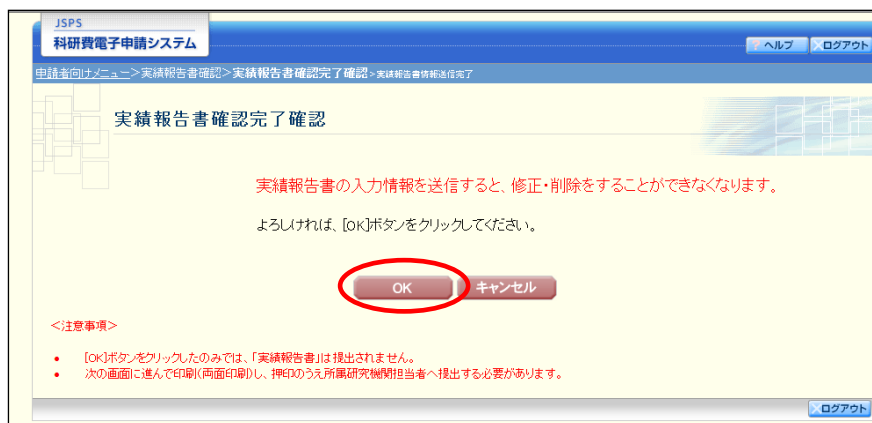 JSPS
科研費電子申請システム
ヘルプ
ログアウト
申請者向けメニュー>実績報告書確認>実績報告書確認完了確認>実績報告書情報送信完了
実績報告書確認完了確認
実績報告書の入力情報を送信すると、修正・削除をすることができなくなります。
よろしければ、[OK]ボタンをクリックしてください。
OK キャンセル
<注意事項>
• [OK]ボタンをクリックしたのみでは、「実績報告書」は提出されません。
• 次の画面に進んで印刷(両面印刷)し、押印のうえ所属研究機関担当者へ提出する必要があります。
ログアウト